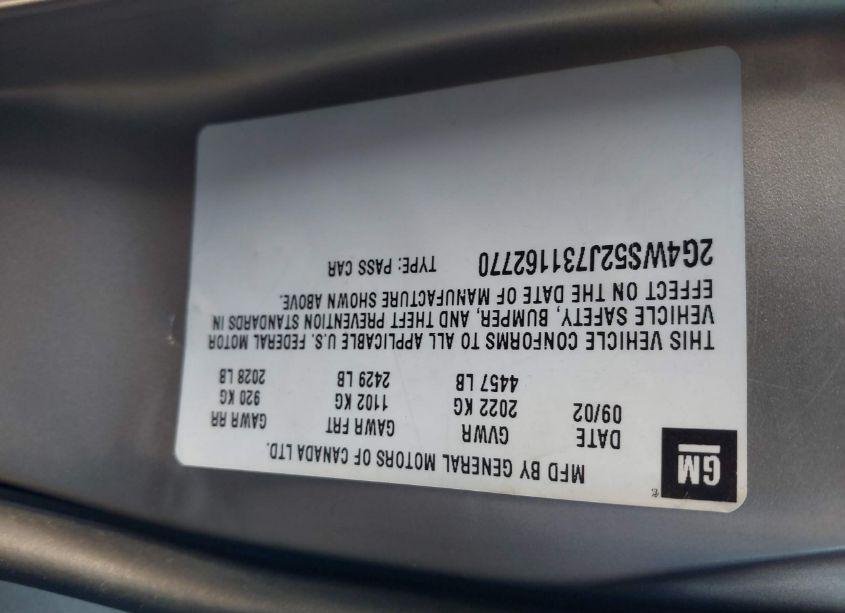 GM
MFD BY GENERAL MOTORS OF CANADA LTD.
DATE GVWR GAWR FRT GAWR RR
09/02 2022 KG 1102 KG 920 KG
4457 LB 2429 LB 2028 LB
THIS VEHICLE CONFORMS TO ALL APPLICABLE U.S. FEDERAL MOTOR
VEHICLE SAFETY, BUMPER, AND THEFT PREVENTION STANDARDS IN
EFFECT ON THE DATE OF MANUFACTURE SHOWN ABOVE.
2G4WS52J731162770 TYPE: PASS CAR